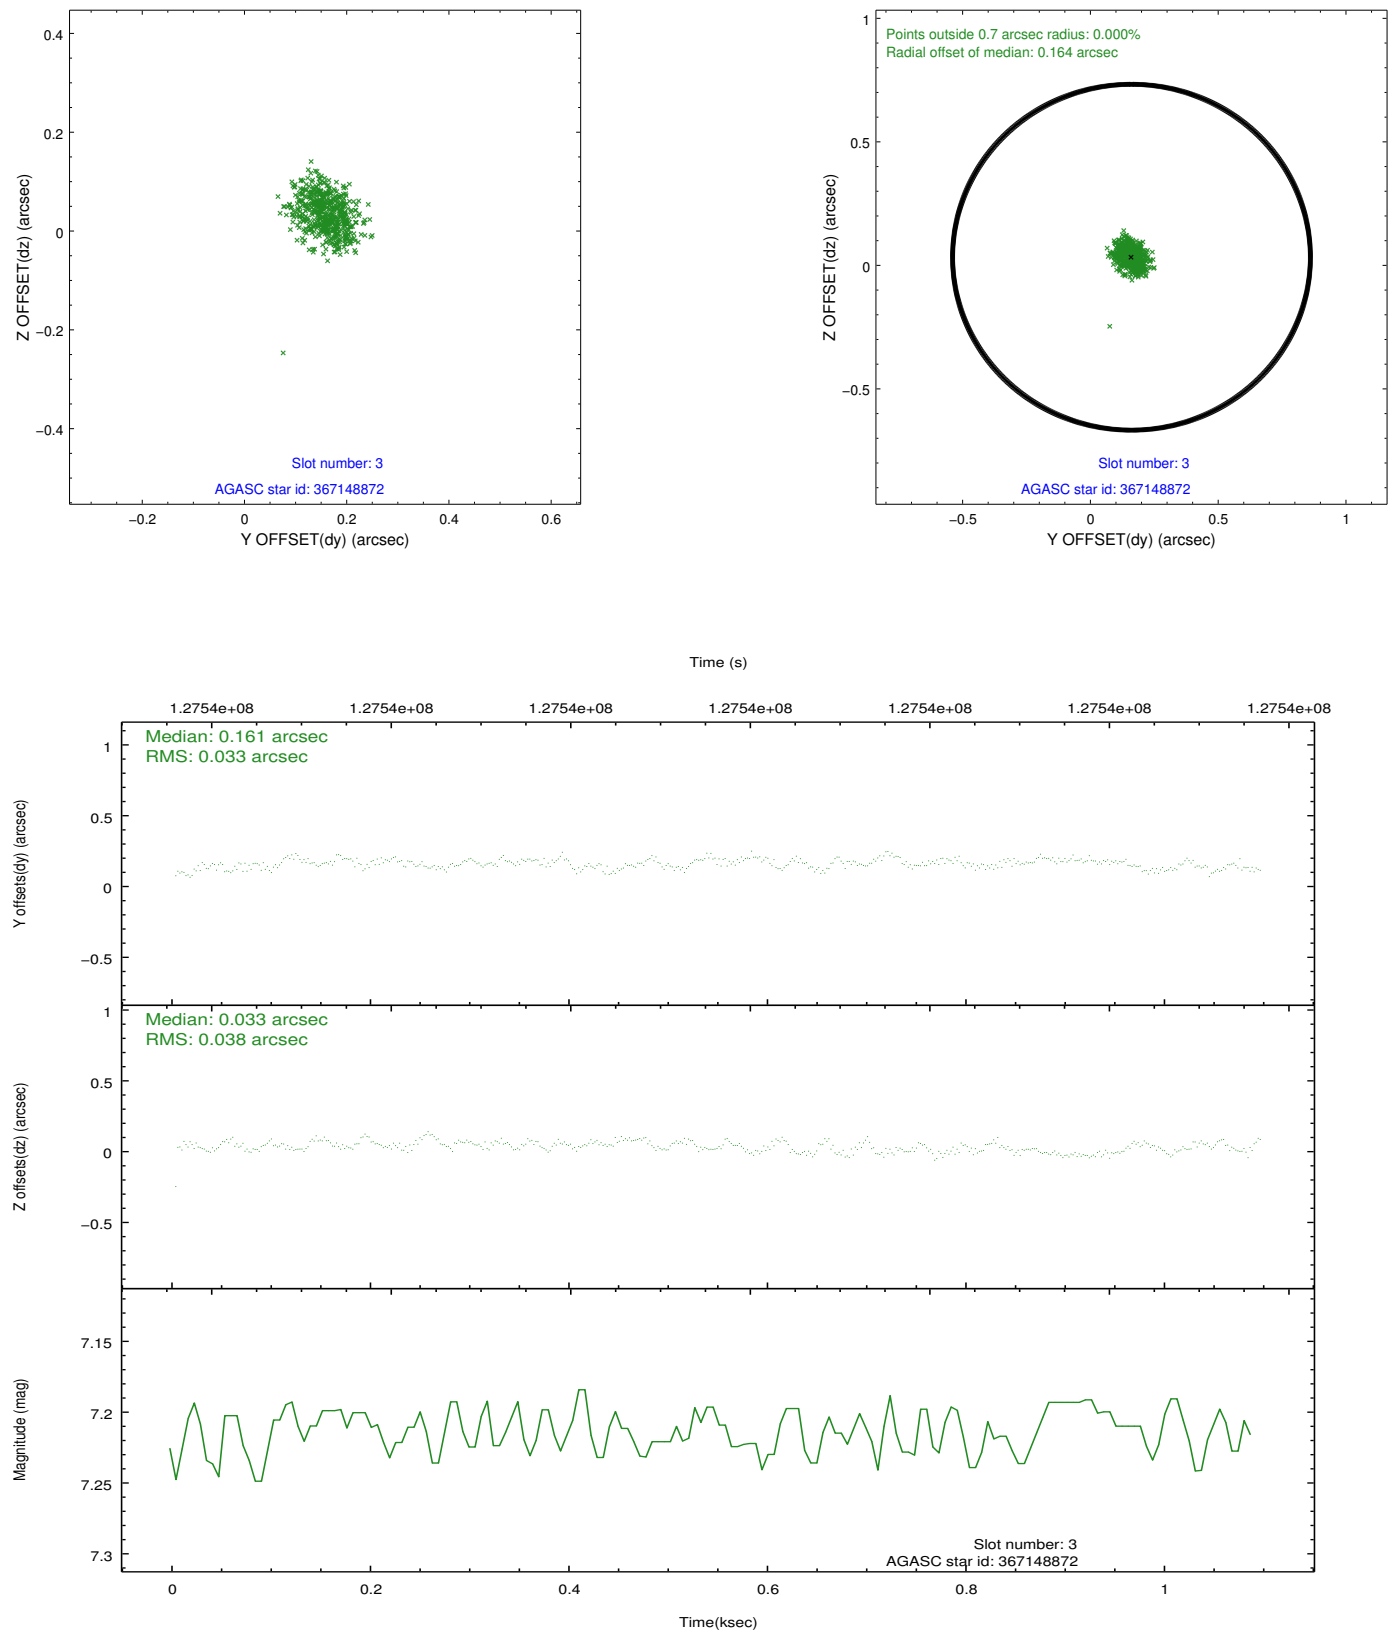 0.4
0.2
0
−0.2
−0.4
Z OFFSET(dz) (arcsec)
Slot number: 3
AGASC star id: 367148872
−0.2 0 0.2 0.4 0.6
Y OFFSET(dy) (arcsec)
1
0.5
0
−0.5
Z OFFSET(dz) (arcsec)
Points outside 0.7 arcsec radius: 0.000%
Radial offset of median: 0.164 arcsec
Slot number: 3
AGASC star id: 367148872
−0.5 0 0.5 1
Y OFFSET(dy) (arcsec)
Time (s)
1.2754e+08 1.2754e+08 1.2754e+08 1.2754e+08 1.2754e+08 1.2754e+08 1.2754e+08
Median: 0.161 arcsec
RMS: 0.033 arcsec
1
0.5
0
−0.5
Y offsets(dy) (arcsec)
Median: 0.033 arcsec
RMS: 0.038 arcsec
1
0.5
0
−0.5
Z offsets(dz) (arcsec)
7.15
7.2
7.25
7.3
Magnitude (mag)
Slot number: 3
AGASC star id: 367148872
0 0.2 0.4 0.6 0.8 1
Time(ksec)